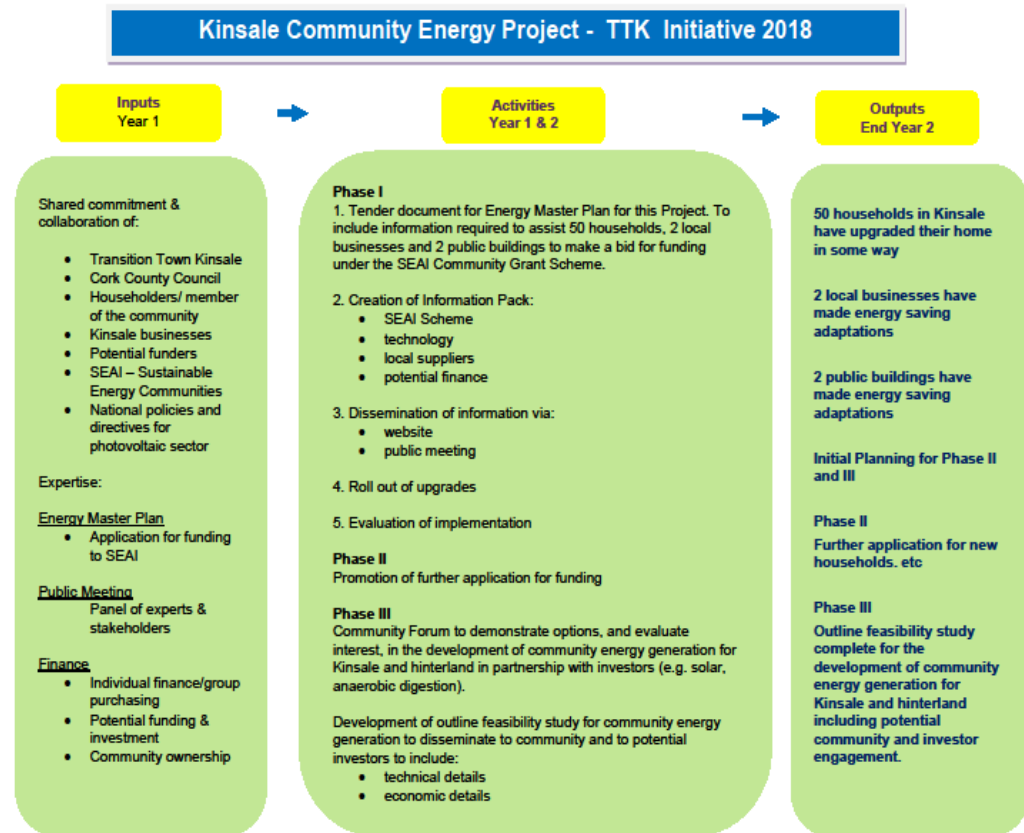 Kinsale Community Energy Project - TTK Initiative 2018
Inputs
Year 1
Shared commitment &
collaboration of:
• Transition Town Kinsale
• Cork County Council
• Householders/ member
of the community
• Kinsale businesses
• Potential funders
• SEAI – Sustainable
Energy Communities
• National policies and
directives for
photovoltaic sector
Expertise:
Energy Master Plan
• Application for funding
to SEAI
Public Meeting
Panel of experts &
stakeholders
Finance
• Individual finance/group
purchasing
• Potential funding &
investment
• Community ownership
Activities
Year 1 & 2
Phase I
1. Tender document for Energy Master Plan for this Project. To
include information required to assist 50 households, 2 local
businesses and 2 public buildings to make a bid for funding
under the SEAI Community Grant Scheme.
2. Creation of Information Pack:
• SEAI Scheme
• technology
• local suppliers
• potential finance
3. Dissemination of information via:
• website
• public meeting
4. Roll out of upgrades
5. Evaluation of implementation
Phase II
Promotion of further application for funding
Phase III
Community Forum to demonstrate options, and evaluate
interest, in the development of community energy generation for
Kinsale and hinterland in partnership with investors (e.g. solar,
anaerobic digestion).
Development of outline feasibility study for community energy
generation to disseminate to community and to potential
investors to include:
• technical details
• economic details
Outputs
End Year 2
50 households in Kinsale
have upgraded their home
in some way
2 local businesses have
made energy saving
adaptations
2 public buildings have
made energy saving
adaptations
Initial Planning for Phase II
and III
Phase II
Further application for new
households. etc
Phase III
Outline feasibility study
complete for the
development of community
energy generation for
Kinsale and hinterland
including potential
community and investor
engagement.